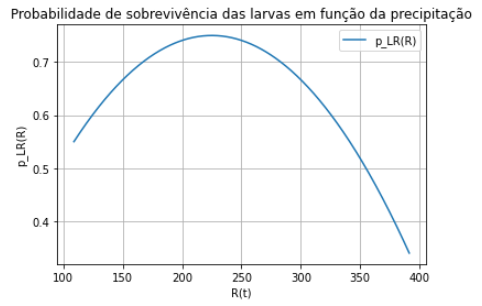 Probabilidade de sobrevivência das larvas em função da precipitação
p_LR(R)
0.7
0.6
0.5
0.4
p_LR(R)
100
150
200
250
300
350
400
R(t)